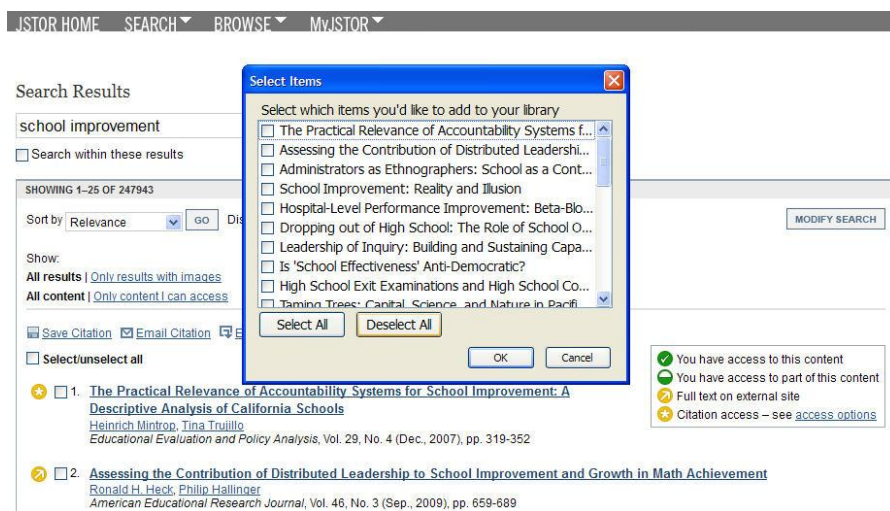 JSTOR HOME SEARCH BROWSE MyJSTOR
Search Results
school improvement
Search within these results
SHOWING 1–25 OF 247943
Sort by Relevance GO Dis
MODIFY SEARCH
Show:
All results | Only results with images
All content | Only content I can access
Save Citation Email Citation E
Select/unselect all
Select Items
Select which items you'd like to add to your library
The Practical Relevance of Accountability Systems f...
Assessing the Contribution of Distributed Leadershi...
Administrators as Ethnographers: School as a Cont...
School Improvement: Reality and Illusion
Hospital-Level Performance Improvement: Beta-Blo...
Dropping out of High School: The Role of School O...
Leadership of Inquiry: Building and Sustaining Capa...
Is 'School Effectiveness' Anti-Democratic?
High School Exit Examinations and High School Co...
Taming Trees: Capital, Science, and Nature in Pacifi...
Select All Deselect All
OK Cancel
You have access to this content
You have access to part of this content
Full text on external site
Citation access – see access options
1. The Practical Relevance of Accountability Systems for School Improvement: A
Descriptive Analysis of California Schools
Heinrich Mintrop, Tina Trujillo
Educational Evaluation and Policy Analysis, Vol. 29, No. 4 (Dec., 2007), pp. 319-352
2. Assessing the Contribution of Distributed Leadership to School Improvement and Growth in Math Achievement
Ronald H. Heck, Philip Hallinger
American Educational Research Journal, Vol. 46, No. 3 (Sep., 2009), pp. 659-689